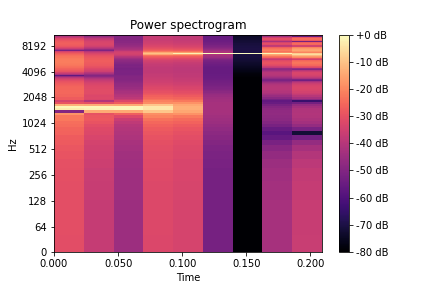 Power spectrogram
8192
4096
2048
1024
512
256
128
64
0
Hz
0.000 0.050 0.100 0.150 0.200
Time
+0 dB
-10 dB
-20 dB
-30 dB
-40 dB
-50 dB
-60 dB
-70 dB
-80 dB